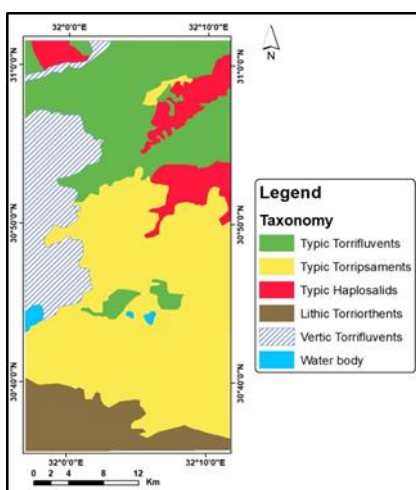 32°0'0"E
32°10'0"E
N
31°0'0"N
31°0'0"N
30°50'0"N
30°50'0"N
30°40'0"N
30°40'0"N
32°0'0"E
32°10'0"E
0 2 4 8 12
Km
Legend
Taxonomy
Typic Torrifluvents
Typic Torripsaments
Typic Haplosalids
Lithic Torriorthents
Vertic Torrifluvents
Water body